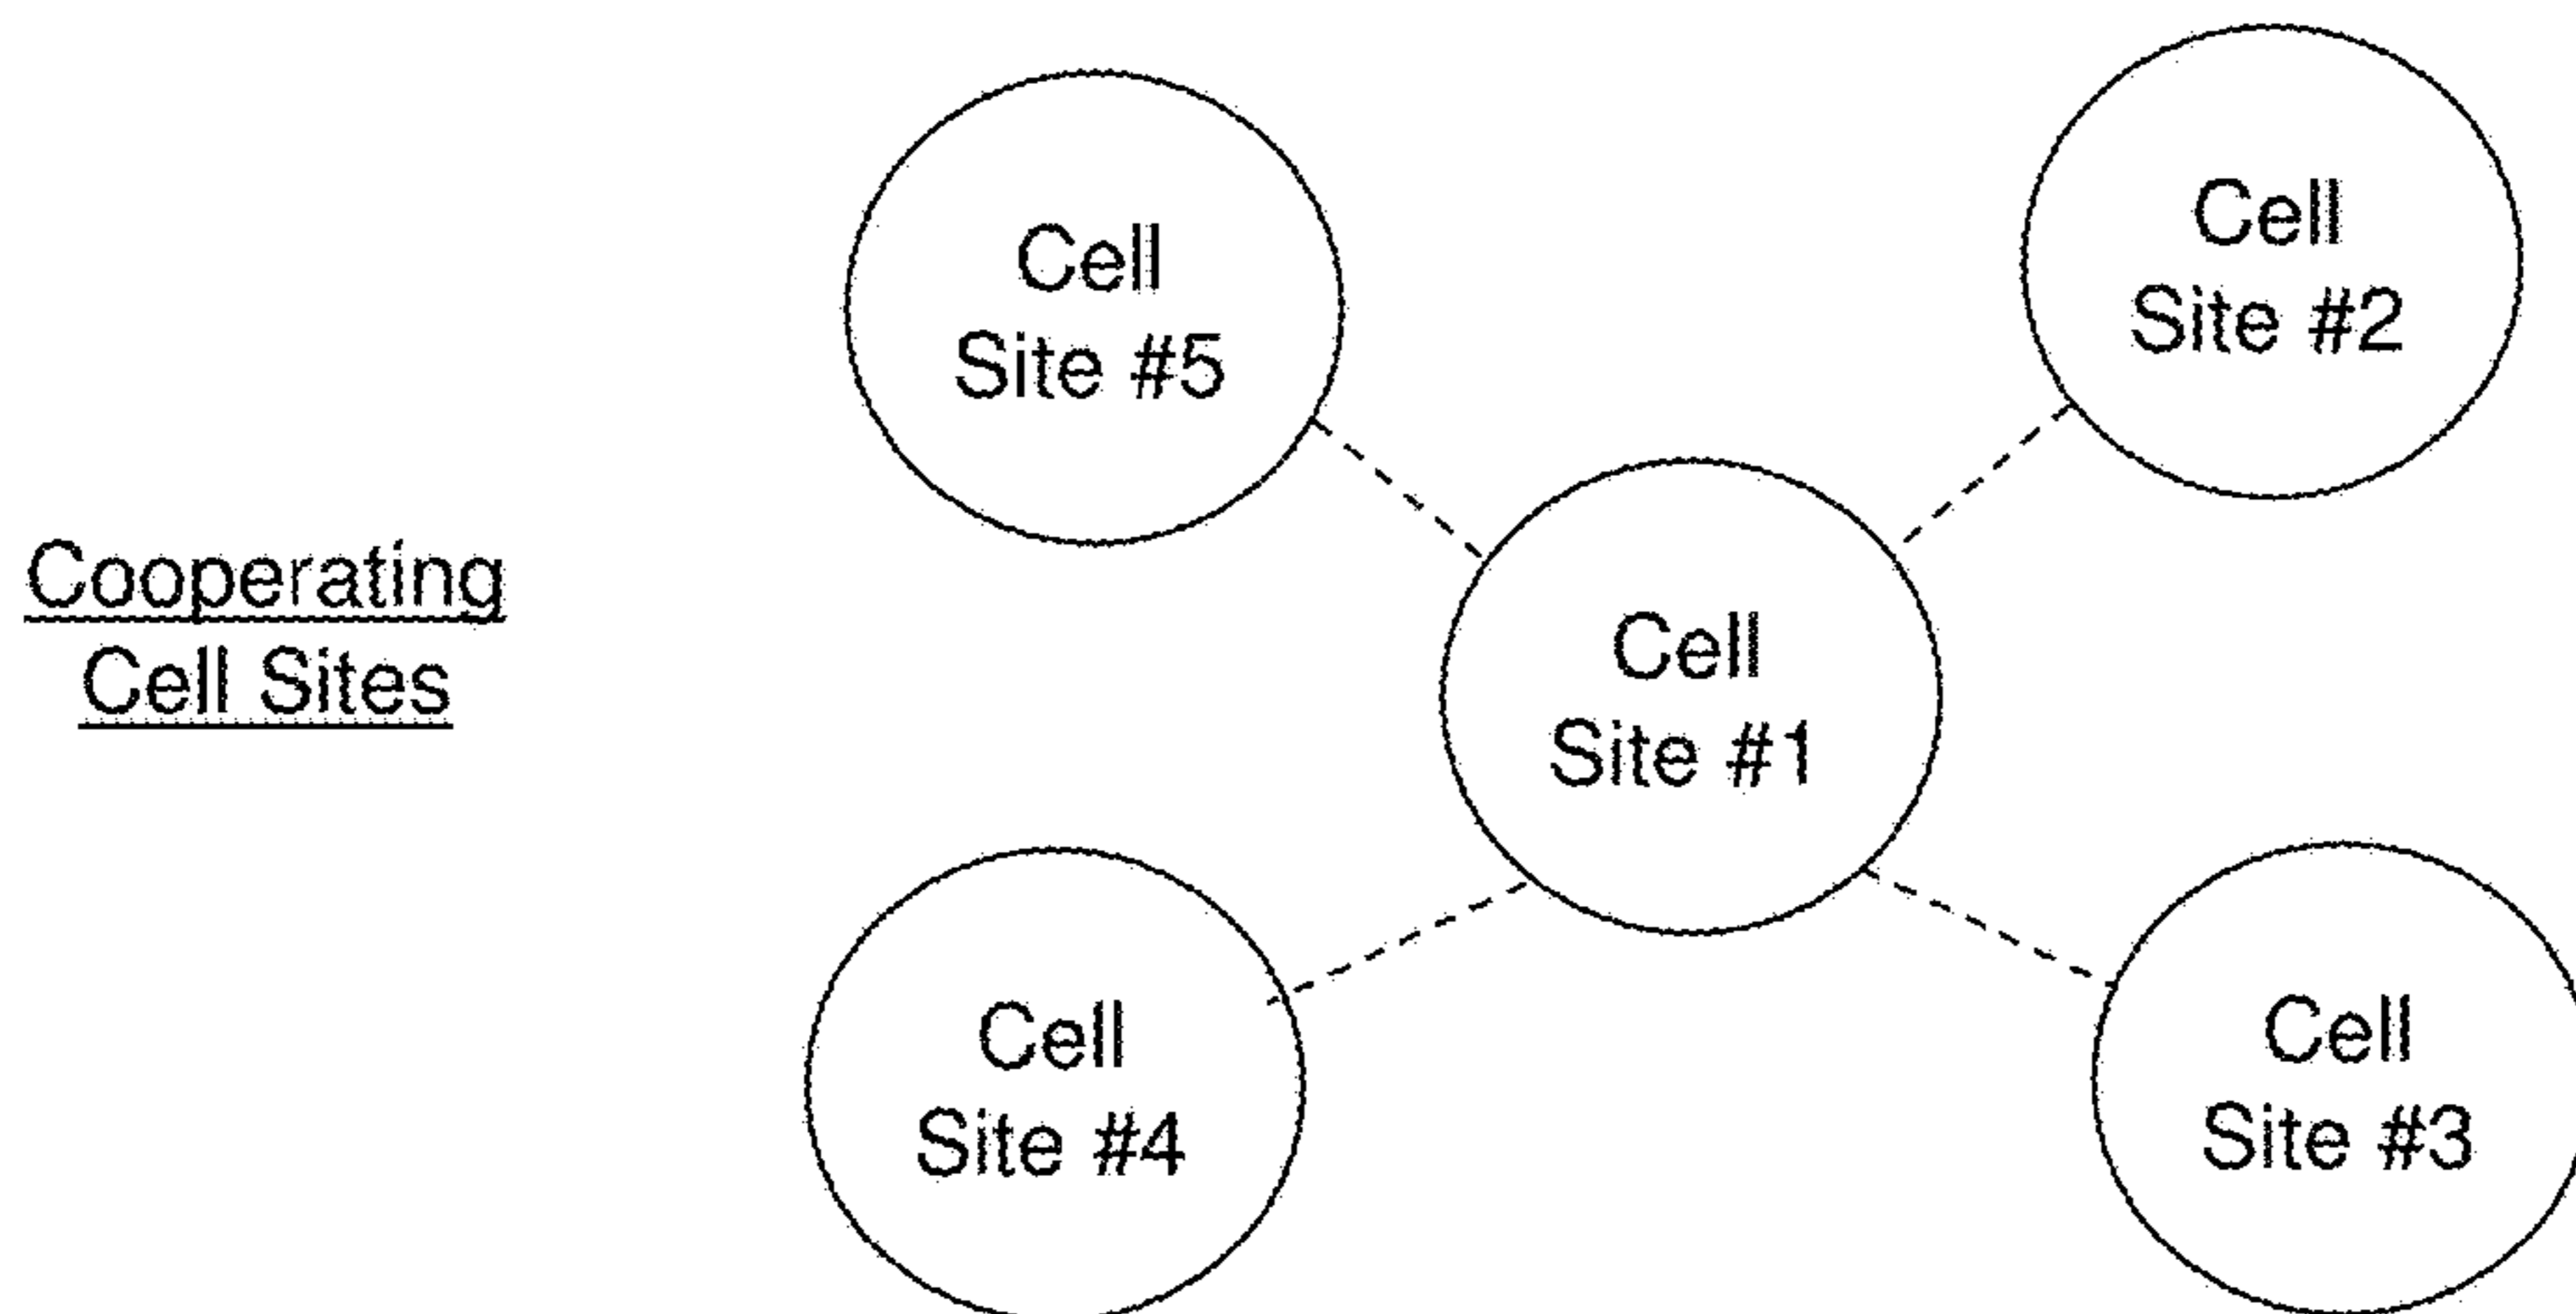 Cooperating
Cell Sites
Cell
Site #5
Cell
Site #2
Cell
Site #1
Cell
Site #4
Cell
Site #3